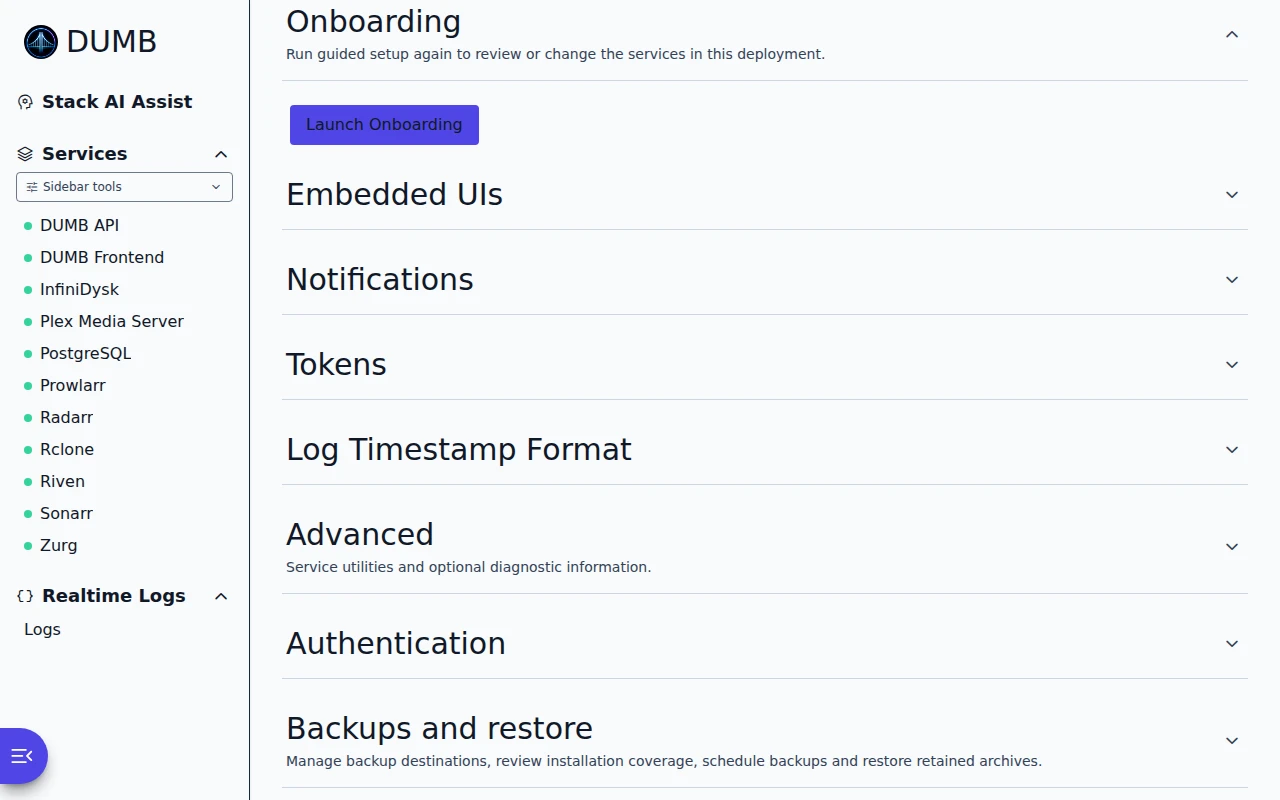 DUMB
Stack AI Assist
Services
Sidebar tools
DUMB API
DUMB Frontend
InfiniDysk
Plex Media Server
PostgreSQL
Prowlarr
Radarr
Rclone
Riven
Sonarr
Zurg
Realtime Logs
Logs
Onboarding
Run guided setup again to review or change the services in this deployment.
Launch Onboarding
Embedded UIs
Notifications
Tokens
Log Timestamp Format
Advanced
Service utilities and optional diagnostic information.
Authentication
Backups and restore
Manage backup destinations, review installation coverage, schedule backups and restore retained archives.